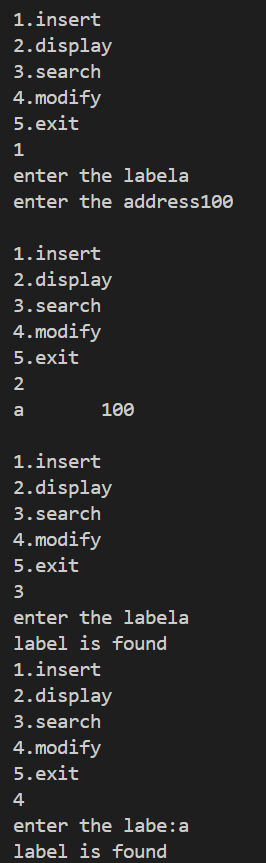 1.insert
2.display
3.search
4.modify
5.exit
1
enter the labela
enter the address100
1.insert
2.display
3.search
4.modify
5.exit
2
a 100
1.insert
2.display
3.search
4.modify
5.exit
3
enter the labela
label is found
1.insert
2.display
3.search
4.modify
5.exit
4
enter the labe:a
label is found